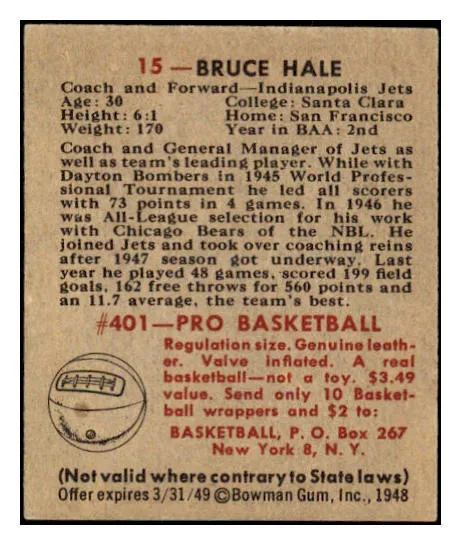 15 — BRUCE HALE
Coach and Forward—Indianapolis Jets
Age: 30 College: Santa Clara
Height: 6:1 Home: San Francisco
Weight: 170 Year in BAA: 2nd
Coach and General Manager of Jets as
well as team's leading player. While with
Dayton Bombers in 1945 World Profes-
sional Tournament he led all scorers
with 73 points in 4 games. In 1946 he
was All-League selection for his work
with Chicago Bears of the NBL. He
joined Jets and took over coaching reins
after 1947 season got underway. Last
year he played 48 games, scored 199 field
goals, 162 free throws for 560 points and
an 11.7 average, the team's best.
#401—PRO BASKETBALL
Regulation size. Genuine leath-
er. Valve inflated. A real
basketball—not a toy. $3.49
value. Send only 10 Basket-
ball wrappers and $2 to:
BASKETBALL, P. O. Box 267
New York 8, N. Y.
(Not valid where contrary to State laws)
Offer expires 3/31/49 ©Bowman Gum, Inc., 1948